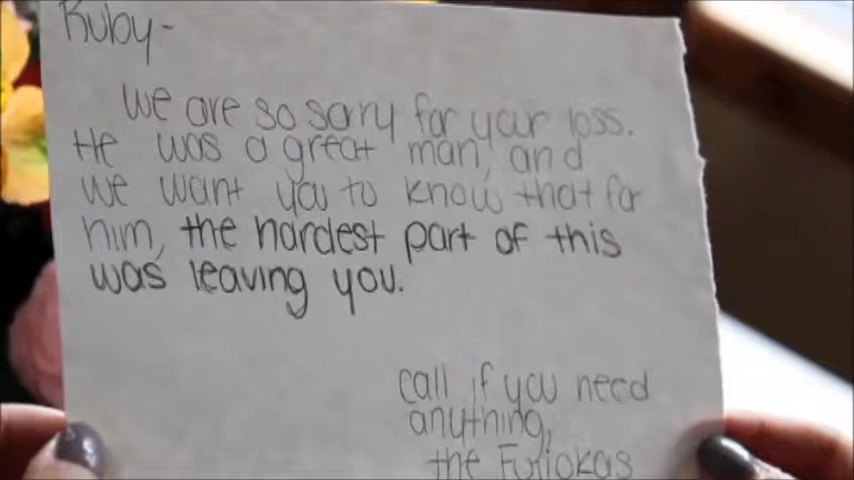 Ruby-
We are so sorry for your loss.
He was a great man, and
we want you to know that for
him, the hardest part of this
was leaving you.
Call if you need
anything,
the